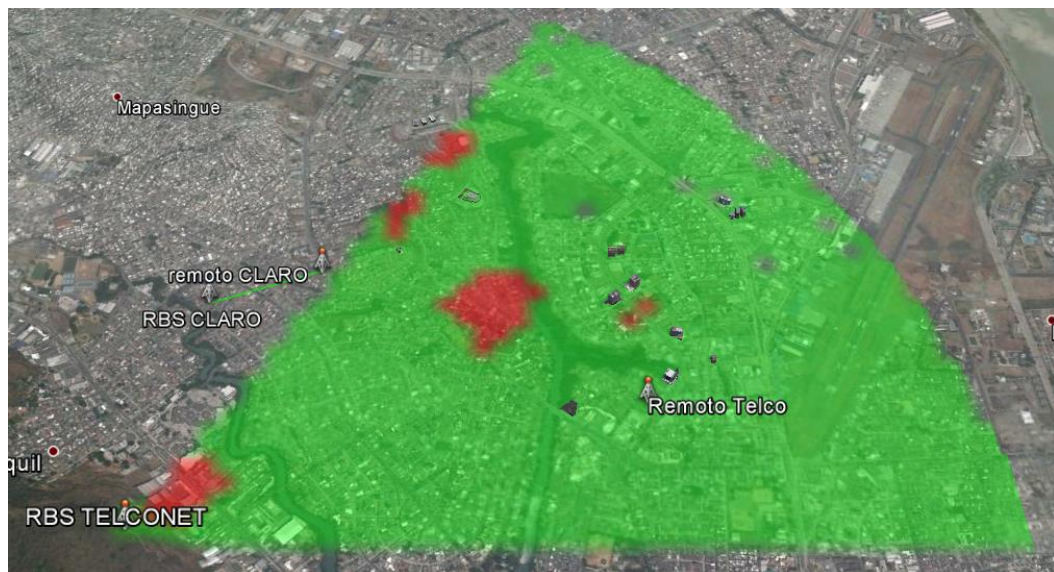 Mapasingue
remoto CLARO
RBS CLARO
Remoto Telco
quil
RBS TELCONET